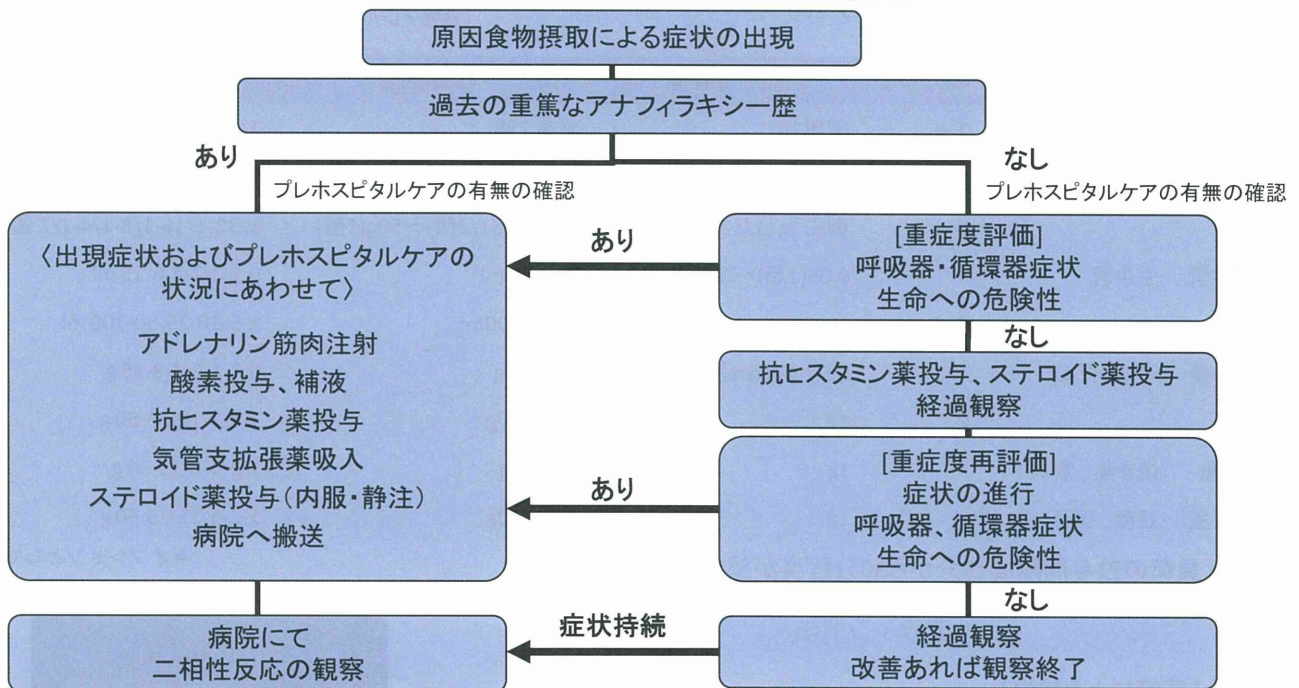 原因食物摂取による症状の出現
過去の重篤なアナフィラキシー歴
あり
なし
プレホスピタルケアの有無の確認
プレホスピタルケアの有無の確認
〈出現症状およびプレホスピタルケアの
状況にあわせて〉
アドレナリン筋肉注射
酸素投与、補液
抗ヒスタミン薬投与
気管支拡張薬吸入
ステロイド薬投与(内服・静注)
病院へ搬送
あり
[重症度評価]
呼吸器・循環器症状
生命への危険性
なし
抗ヒスタミン薬投与、ステロイド薬投与
経過観察
あり
[重症度再評価]
症状の進行
呼吸器、循環器症状
生命への危険性
なし
病院にて
二相性反応の観察
症状持続
経過観察
改善あれば観察終了